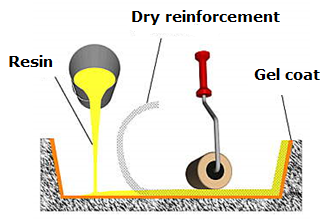 Dry reinforcement
Resin
Gel coat